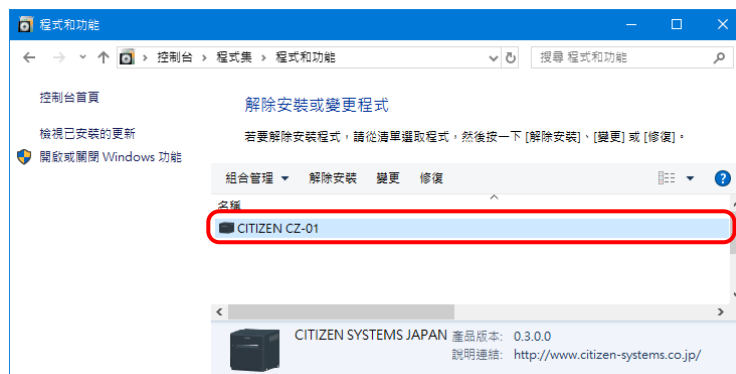 程式和功能
控制台 › 程式集 › 程式和功能
搜尋 程式和功能
控制台首頁
檢視已安裝的更新
開啟或關閉 Windows 功能
解除安裝或變更程式
若要解除安裝程式，請從清單選取程式，然後按一下 [解除安裝]、[變更] 或 [修復]。
組合管理 解除安裝 變更 修復
名稱
CITIZEN CZ-01
CITIZEN SYSTEMS JAPAN 產品版本: 0.3.0.0
說明連結: http://www.citizen-systems.co.jp/